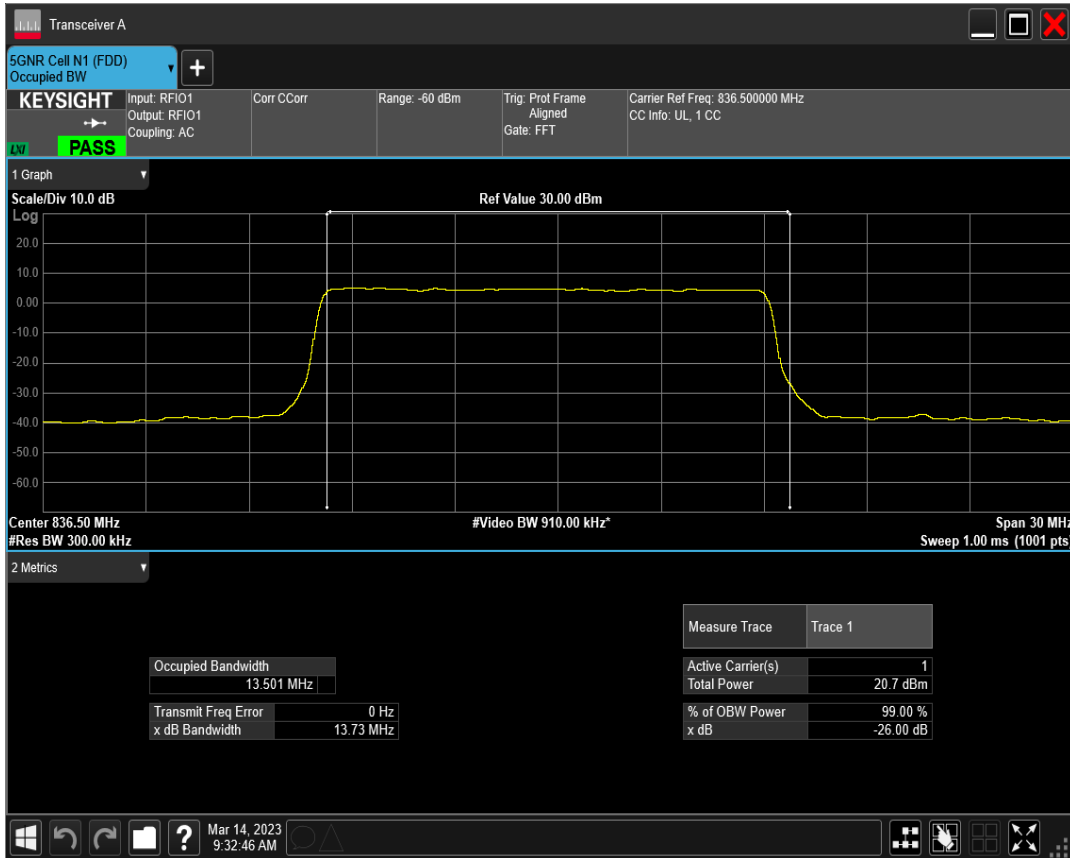 Transceiver A
5GNR Cell N1 (FDD)
Occupied BW
+
KEYSIGHT
LXI
PASS
Input: RFIO1
Output: RFIO1
Coupling: AC
Corr CCorr
Range: -60 dBm
Trig: Prot Frame
Aligned
Gate: FFT
Carrier Ref Freq: 836.500000 MHz
CC Info: UL, 1 CC
1 Graph
Scale/Div 10.0 dB
Ref Value 30.00 dBm
Log
20.0
10.0
0.00
-10.0
-20.0
-30.0
-40.0
-50.0
-60.0
Center 836.50 MHz
#Video BW 910.00 kHz*
Span 30 MHz
#Res BW 300.00 kHz
Sweep 1.00 ms (1001 pts)
2 Metrics
Measure Trace Trace 1
Occupied Bandwidth
13.501 MHz
Active Carrier(s) 1
Total Power 20.7 dBm
Transmit Freq Error 0 Hz
x dB Bandwidth 13.73 MHz
% of OBW Power 99.00 %
x dB -26.00 dB
?
Mar 14, 2023
9:32:46 AM